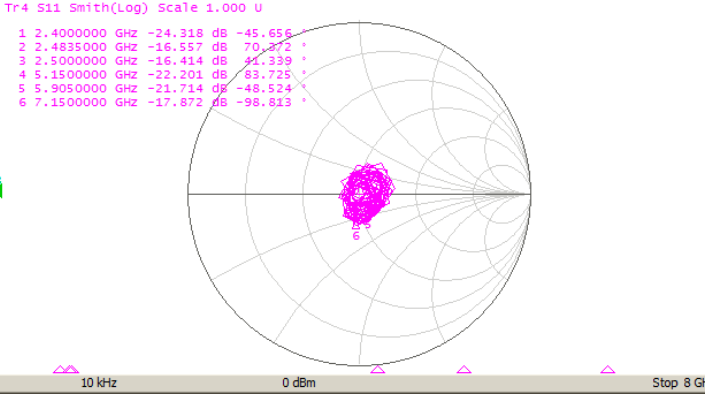 Tr4 S11 Smith(Log) Scale 1.000 U
1 2.4000000 GHz -24.318 dB -45.656 °
2 2.4835000 GHz -16.557 dB 70.372 °
3 2.5000000 GHz -16.414 dB 41.339 °
4 5.1500000 GHz -22.201 dB 83.725 °
5 5.9050000 GHz -21.714 dB -48.524 °
6 7.1500000 GHz -17.872 dB -98.813 °
5
6
10 kHz 0 dBm Stop 8